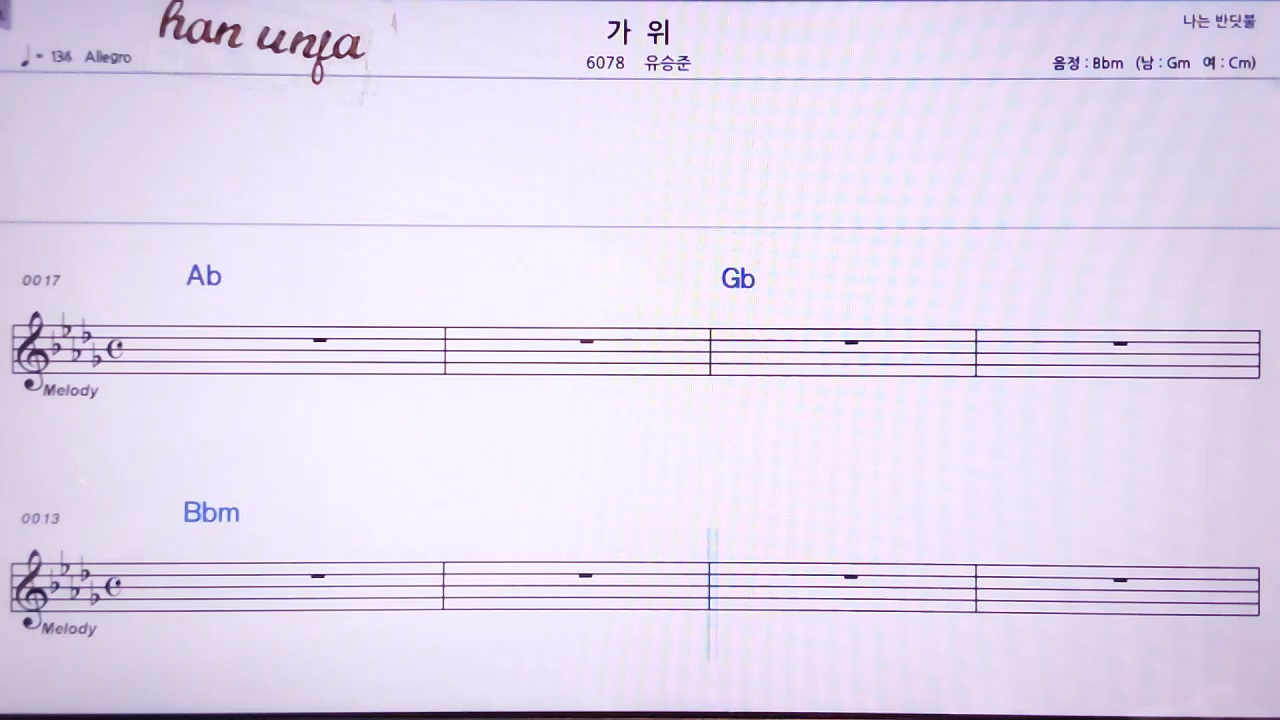 han unja
가 위
나는 반딧불
♩ = 136 Allegro
6078 유승준
음정 : Bbm (남 : Gm 여 : Cm)
0017
Ab
Gb
Melody
0013
Bbm
Melody